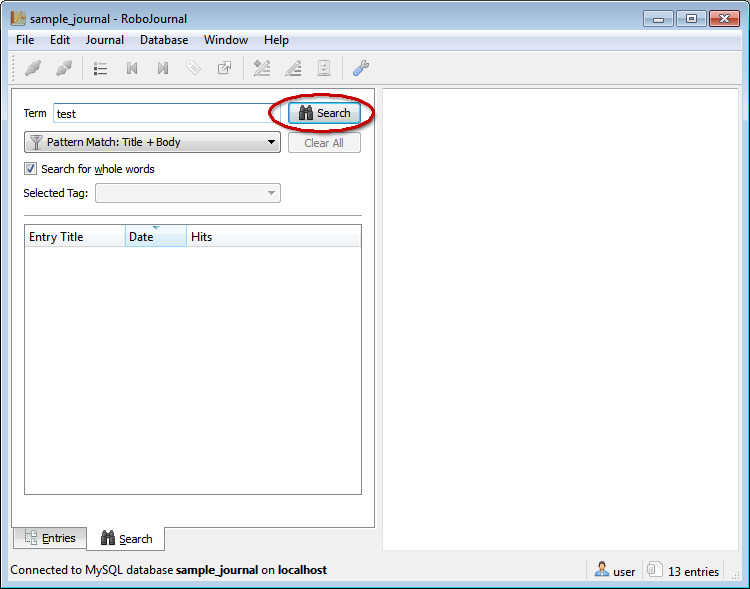 sample_journal - RoboJournal
File Edit Journal Database Window Help
Term test Search
Pattern Match: Title + Body Clear All
Search for whole words
Selected Tag:
Entry Title Date Hits
Entries Search
Connected to MySQL database sample_journal on localhost user 13 entries